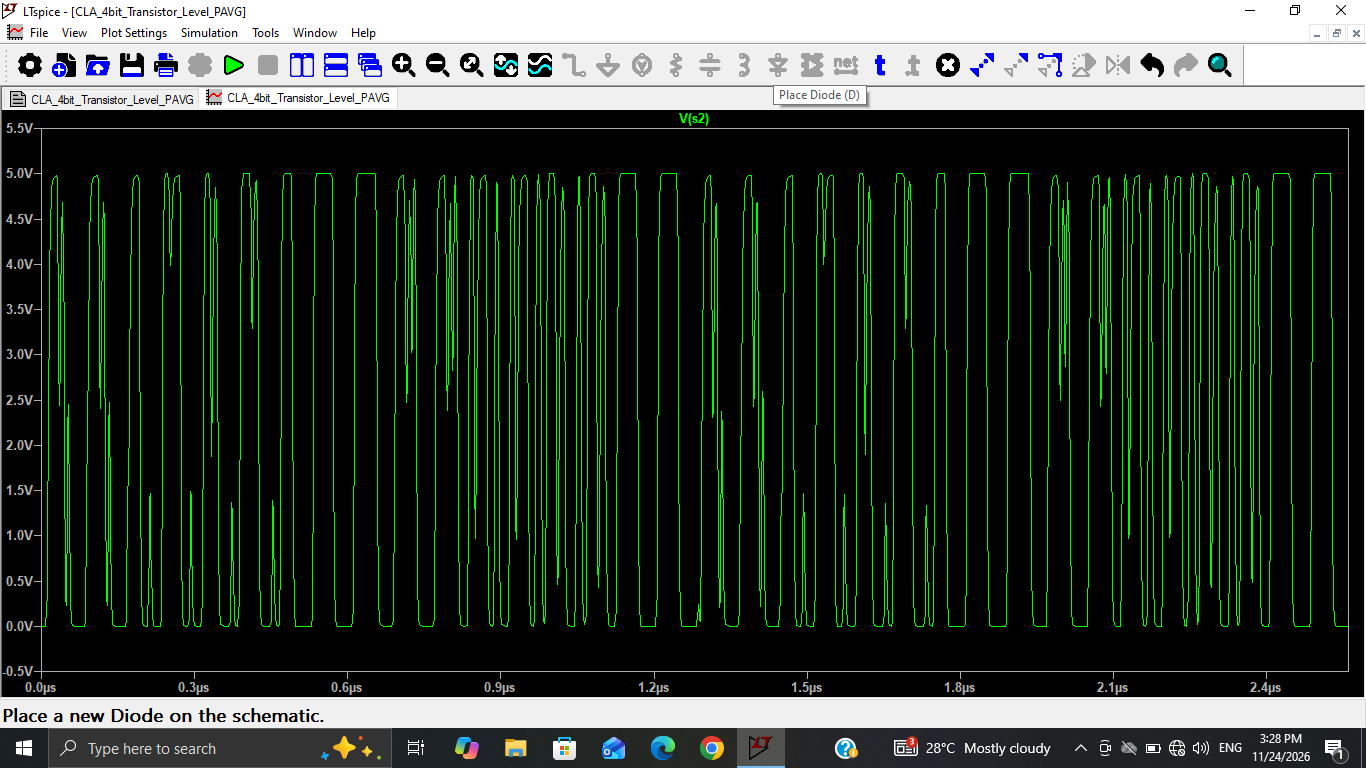 LTspice - [CLA_4bit_Transistor_Level_PAVG]
File View Plot Settings Simulation Tools Window Help
net t t
CLA_4bit_Transistor_Level_PAVG CLA_4bit_Transistor_Level_PAVG
Place Diode (D)
V(s2)
5.5V
5.0V
4.5V
4.0V
3.5V
3.0V
2.5V
2.0V
1.5V
1.0V
0.5V
0.0V
-0.5V
0.0µs 0.3µs 0.6µs 0.9µs 1.2µs 1.5µs 1.8µs 2.1µs 2.4µs
Place a new Diode on the schematic.
Type here to search
3
28°C Mostly cloudy
ENG
3:28 PM
11/24/2026
1